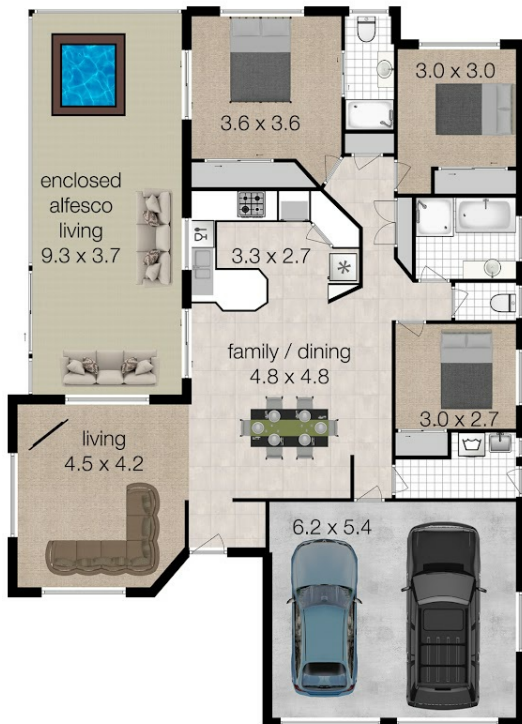 3.6 x 3.6
3.0 x 3.0
enclosed
alfesco
living
9.3 x 3.7
3.3 x 2.7
family / dining
4.8 x 4.8
3.0 x 2.7
living
4.5 x 4.2
6.2 x 5.4